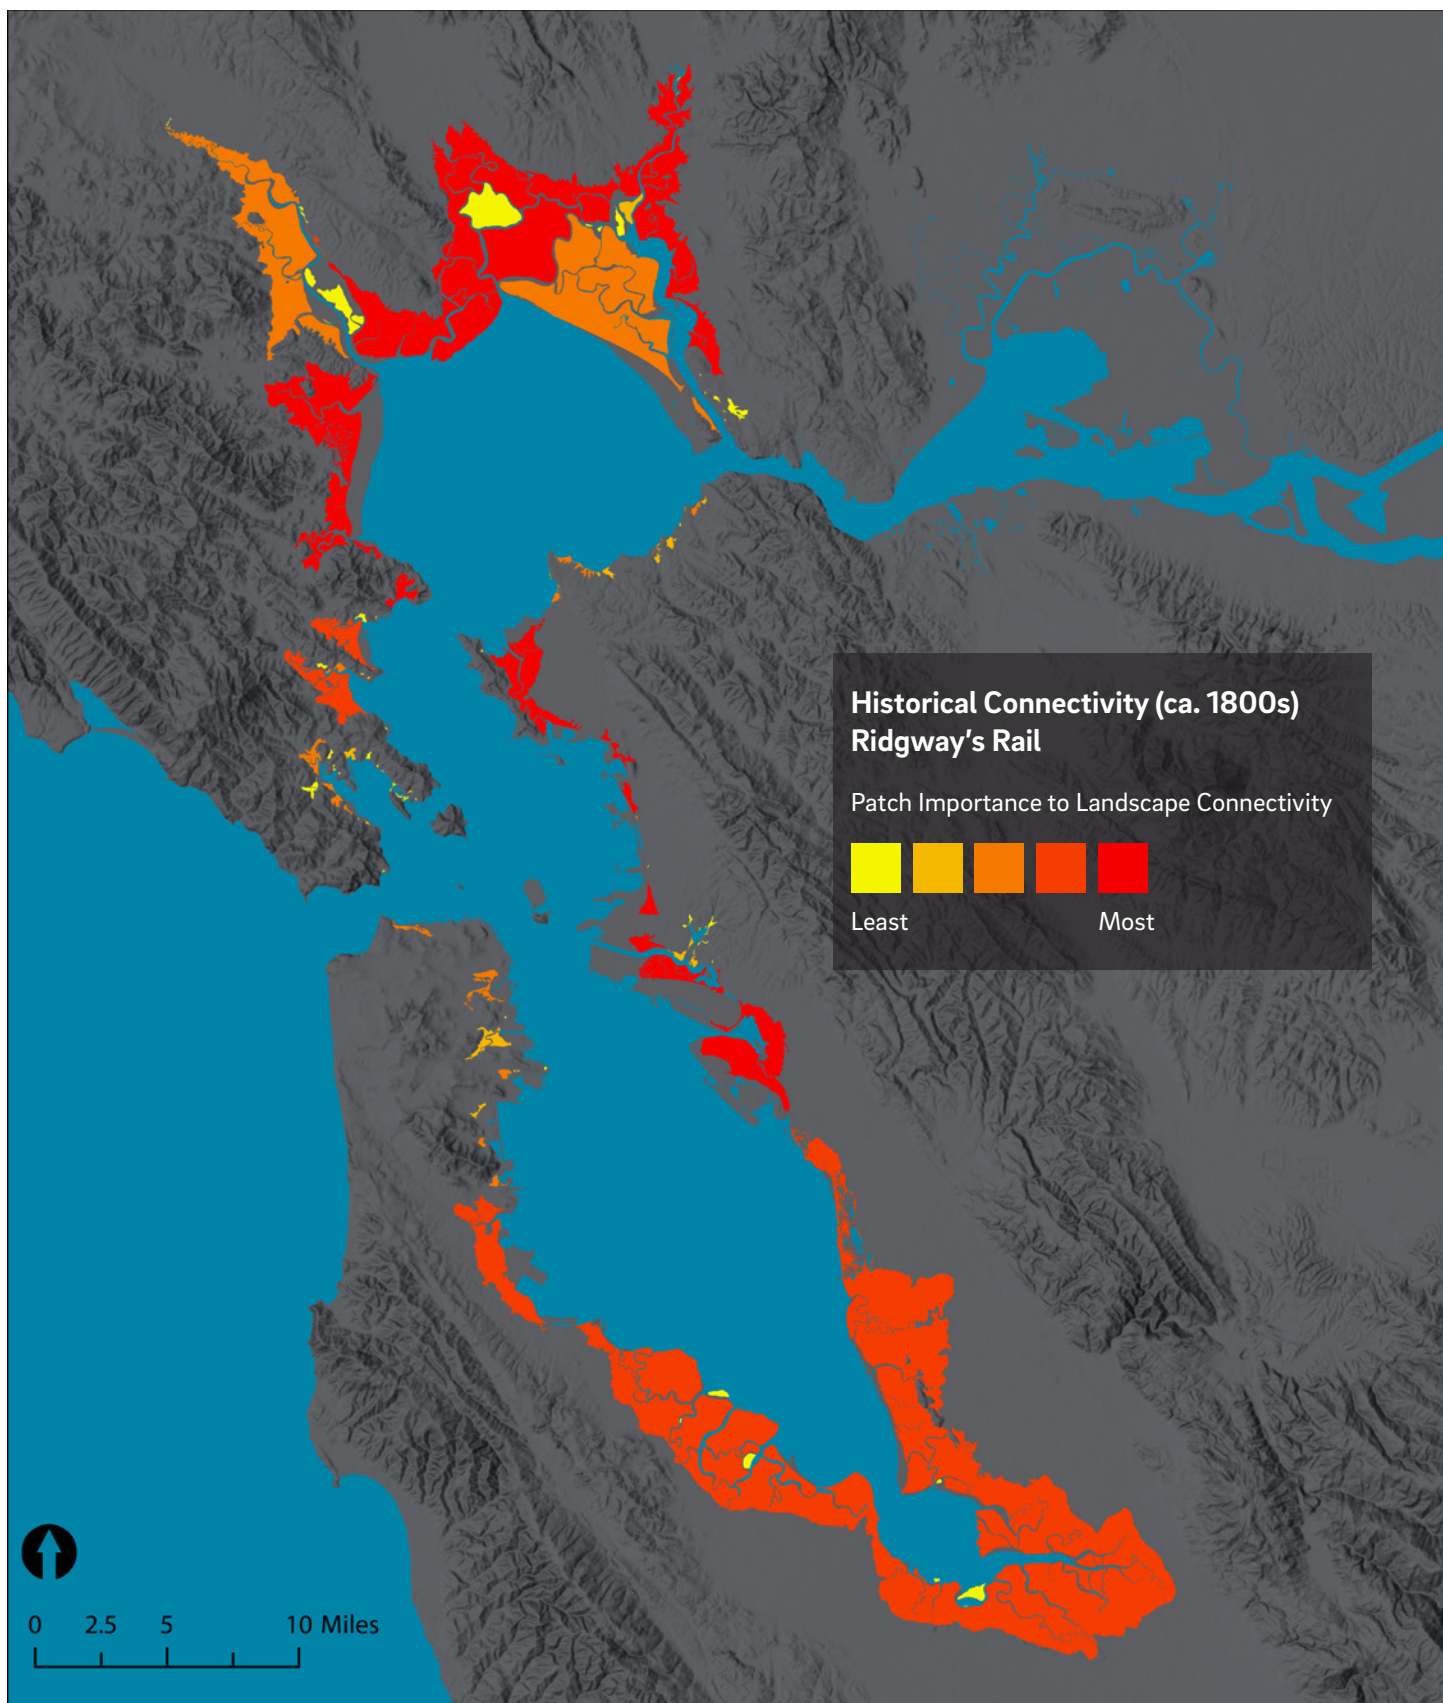 Historical Connectivity (ca. 1800s)
Ridgway's Rail
Patch Importance to Landscape Connectivity
Least Most
0 2.5 5 10 Miles